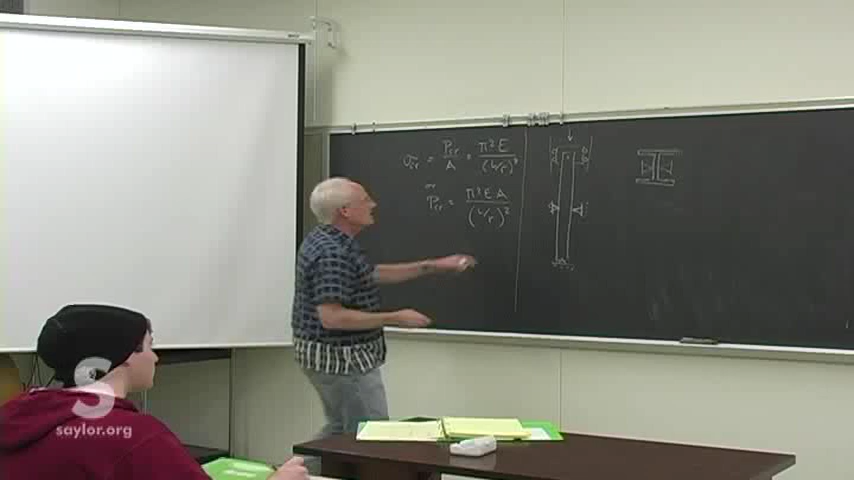 σcr = Pcr/A = π²E/(L/r)²
or
Pcr = π²EA/(L/r)²
S
saylor.org